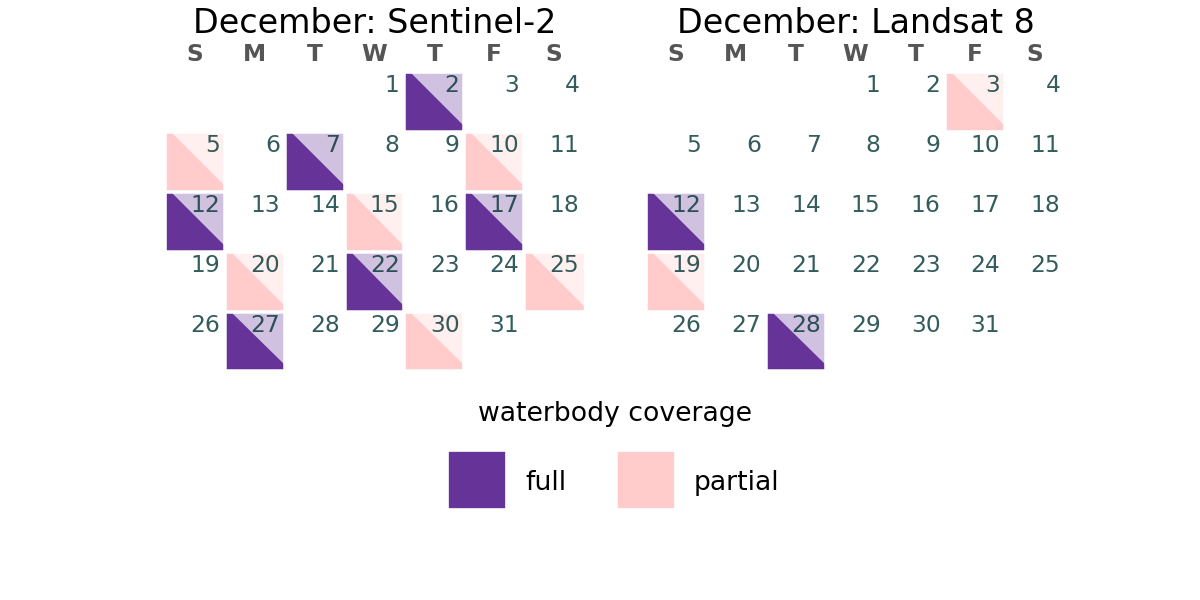 December: Sentinel-2
S M T W T F S
1 2 3 4
5 6 7 8 9 10 11
12 13 14 15 16 17 18
19 20 21 22 23 24 25
26 27 28 29 30 31
December: Landsat 8
S M T W T F S
1 2 3 4
5 6 7 8 9 10 11
12 13 14 15 16 17 18
19 20 21 22 23 24 25
26 27 28 29 30 31
waterbody coverage
full
partial